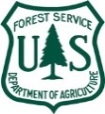 FOREST SERVICE
U S
DEPARTMENT OF AGRICULTURE